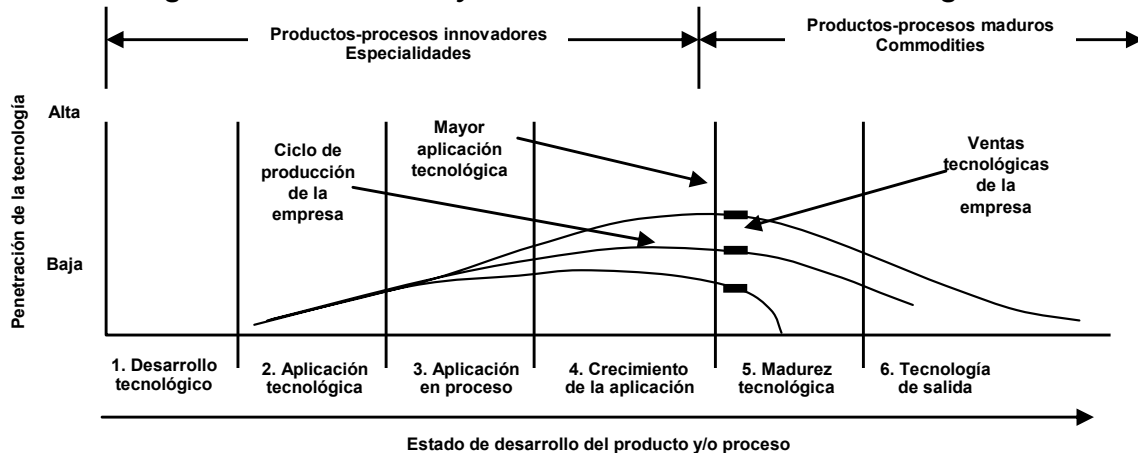 Productos-procesos innovadores
Especialidades
Productos-procesos maduros
Commodities
Penetración de la tecnología
Alta
Baja
Ciclo de
producción
de la
empresa
Mayor
aplicación
tecnológica
Ventas
tecnológicas
de la
empresa
1. Desarrollo
tecnológico
2. Aplicación
tecnológica
3. Aplicación
en proceso
4. Crecimiento
de la aplicación
5. Madurez
tecnológica
6. Tecnología
de salida
Estado de desarrollo del producto y/o proceso